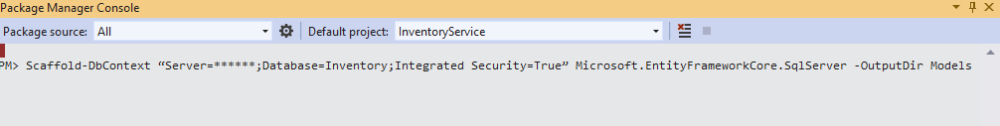 Package Manager Console
Package source: All Default project: InventoryService
PM> Scaffold-DbContext “Server=******;Database=Inventory;Integrated Security=True” Microsoft.EntityFrameworkCore.SqlServer -OutputDir Models